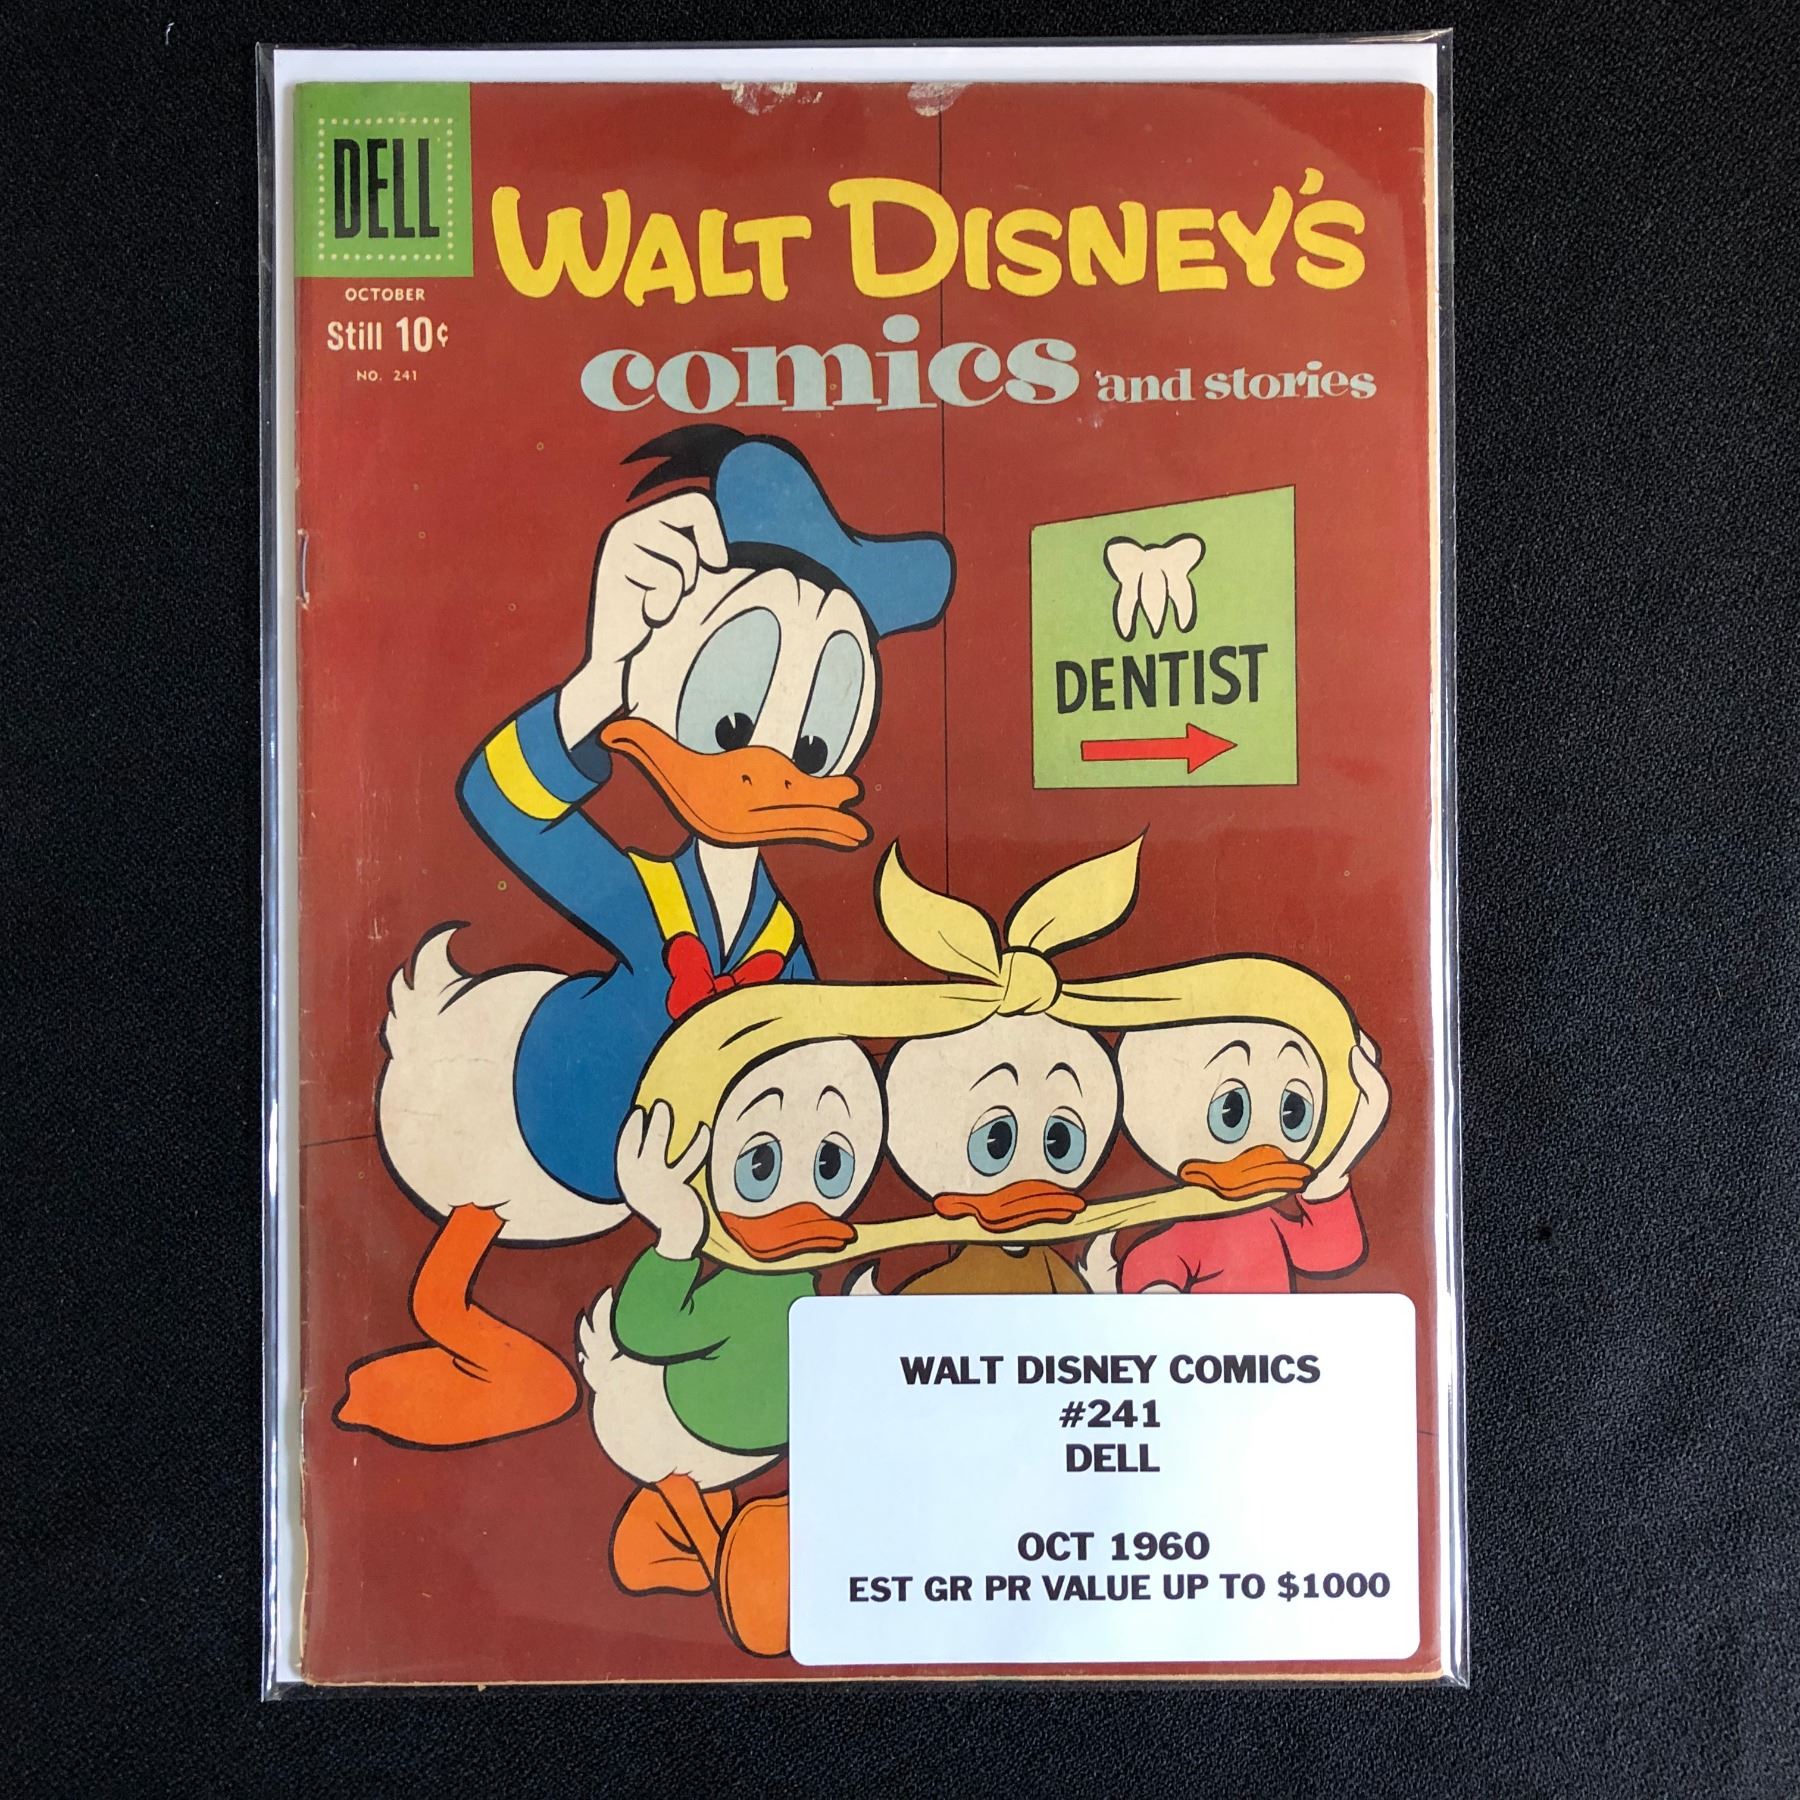 DELL
OCTOBER
Still 10¢
NO. 241
WALT DISNEY'S
comics and stories
DENTIST
WALT DISNEY COMICS
#241
DELL
OCT 1960
EST GR PR VALUE UP TO $1000